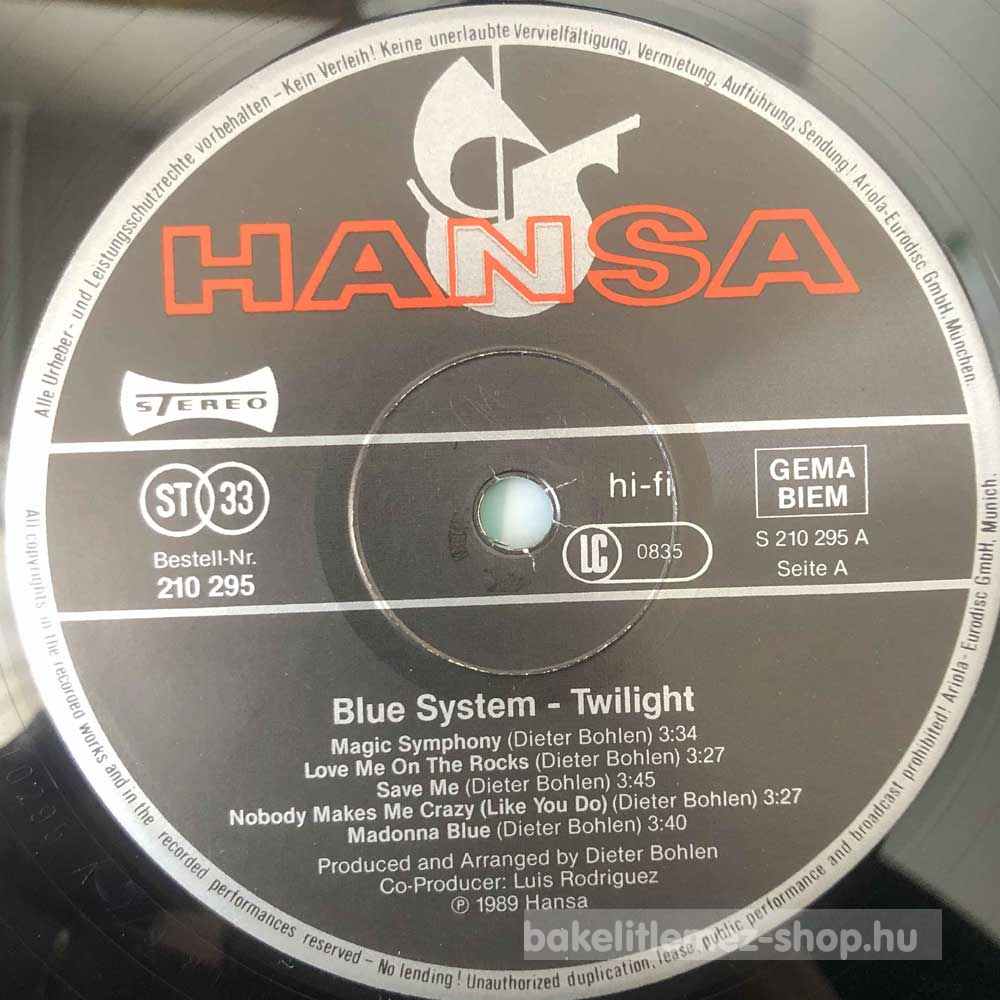 Alle Urheber- und Leistungsschutzrechte vorbehalten – Kein Verleih! Keine unerlaubte Vervielfältigung, Vermietung, Aufführung, Sendung! Ariola-Eurodisc GmbH, München.
HANSA
STEREO
ST 33
Bestell-Nr.
210 295
hi-fi
LC 0835
GEMA
BIEM
S 210 295 A
Seite A
Blue System - Twilight
Magic Symphony (Dieter Bohlen) 3:34
Love Me On The Rocks (Dieter Bohlen) 3:27
Save Me (Dieter Bohlen) 3:45
Nobody Makes Me Crazy (Like You Do) (Dieter Bohlen) 3:27
Madonna Blue (Dieter Bohlen) 3:40
Produced and Arranged by Dieter Bohlen
Co-Producer: Luis Rodriguez
℗ 1989 Hansa
All copyrights in the recorded works and in the recorded performances reserved – No lending! Unauthorized duplication, lease, public performance and broadcast prohibited! Ariola-Eurodisc GmbH, Munich.
bakelitlemez-shop.hu